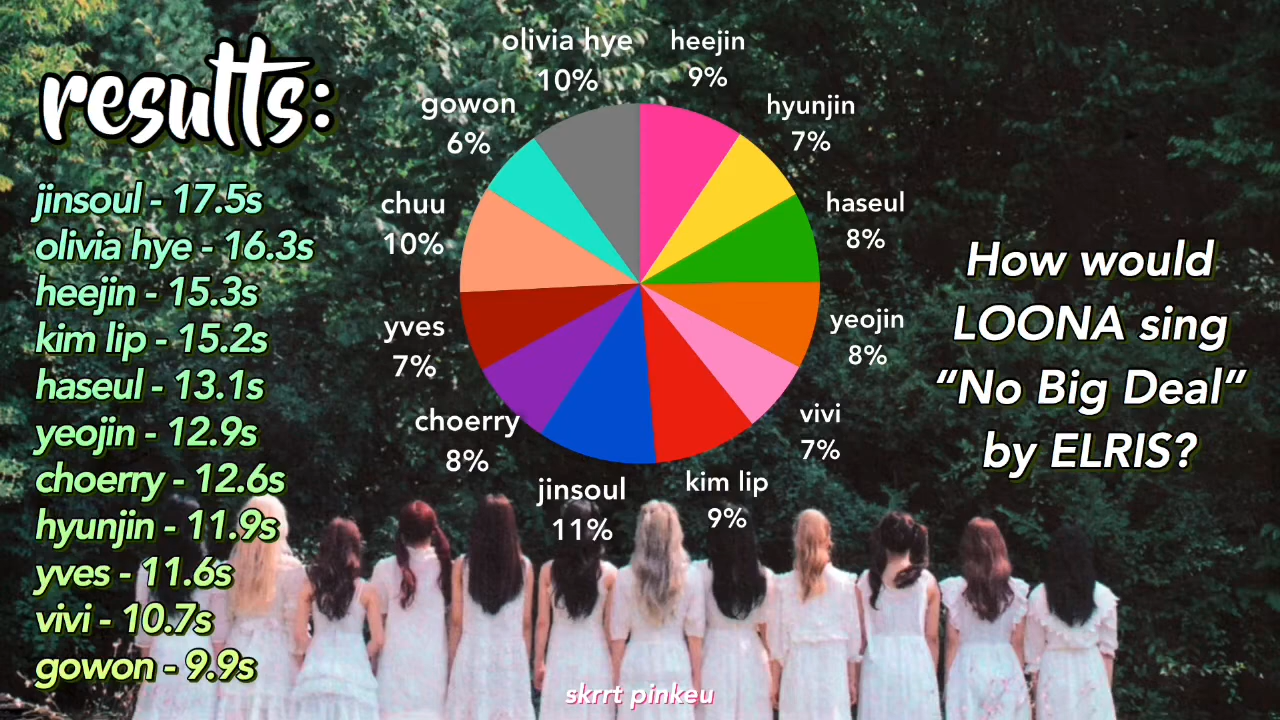 results:
jinsoul - 17.5s
olivia hye - 16.3s
heejin - 15.3s
kim lip - 15.2s
haseul - 13.1s
yeojin - 12.9s
choerry - 12.6s
hyunjin - 11.9s
yves - 11.6s
vivi - 10.7s
gowon - 9.9s
olivia hye
10%
heejin
9%
hyunjin
7%
haseul
8%
yeojin
8%
vivi
7%
kim lip
9%
jinsoul
11%
choerry
8%
yves
7%
chuu
10%
gowon
6%
How would
LOONA sing
“No Big Deal”
by ELRIS?
skrrt pinkeu